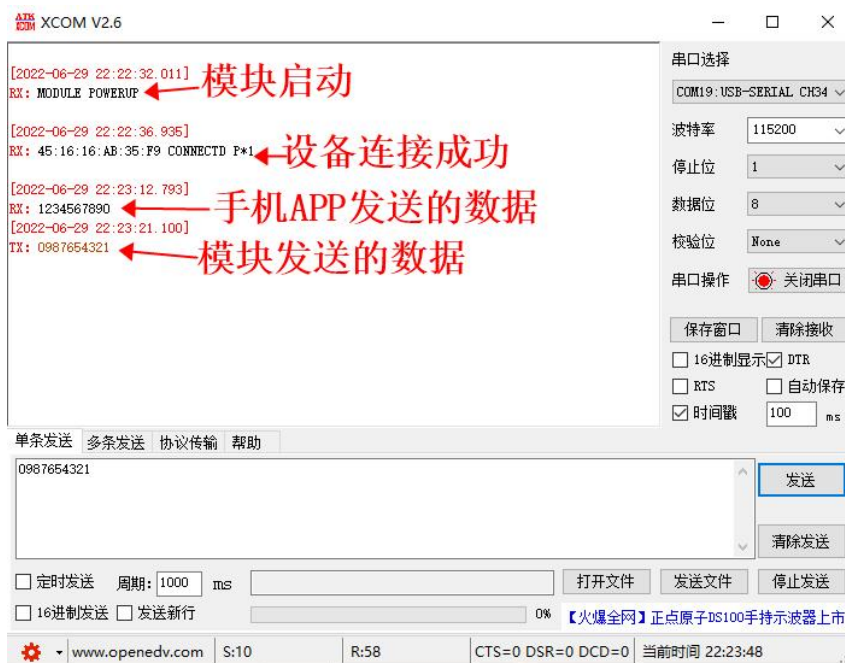 ATK XCOM XCOM V2.6
[2022-06-29 22:22:32.011]
RX: MODULE POWERUP
模块启动
[2022-06-29 22:22:36.935]
RX: 45:16:16:AB:35:F9 CONNECTD P*1
设备连接成功
[2022-06-29 22:23:12.793]
RX: 1234567890
手机APP发送的数据
[2022-06-29 22:23:21.100]
TX: 0987654321
模块发送的数据
串口选择
COM19:USB-SERIAL CH34
波特率 115200
停止位 1
数据位 8
校验位 None
串口操作 关闭串口
保存窗口 清除接收
16进制显示 DTR
RTS 自动保存
时间戳 100 ms
单条发送 多条发送 协议传输 帮助
0987654321
发送
清除发送
定时发送 周期: 1000 ms 打开文件 发送文件 停止发送
16进制发送 发送新行 0% 【火爆全网】正点原子DS100手持示波器上市
www.openedv.com S:10 R:58 CTS=0 DSR=0 DCD=0 当前时间 22:23:48